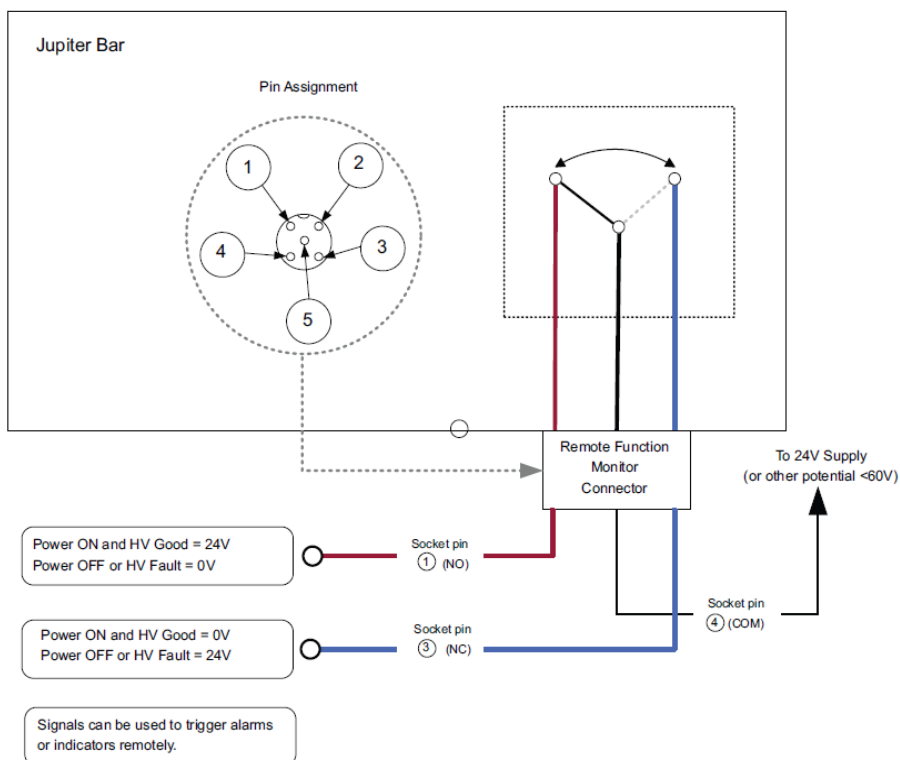 Jupiter Bar
Pin Assignment
1
2
4
3
5
Remote Function
Monitor
Connector
To 24V Supply
(or other potential <60V)
Power ON and HV Good = 24V
Power OFF or HV Fault = 0V
Socket pin
1 (NO)
Socket pin
4 (COM)
Power ON and HV Good = 0V
Power OFF or HV Fault = 24V
Socket pin
3 (NC)
Signals can be used to trigger alarms
or indicators remotely.